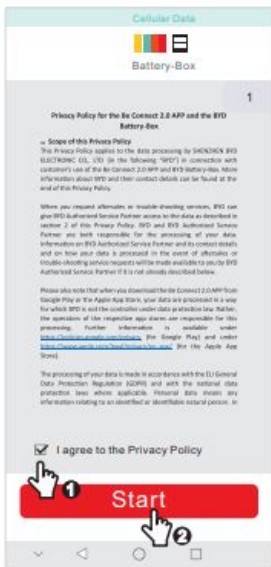 Cellular Data
Battery-Box
1
Privacy Policy for the Be Connect 2.0 APP and the BYD
Battery-Box
Scope of this Privacy Policy
This Privacy Policy applies to the data processing by SHENZHEN BYD
ELECTRONIC CO., LTD (in the following "BYD") in connection with
customer's use of the Be Connect 2.0 APP and BYD Battery-Box. More
information about BYD and their contact details can be found at the
end of this Privacy Policy.
When you request aftersales or trouble-shooting services, BYD can
give BYD Authorized Service Partner access to the data as described in
section 2 of this Privacy Policy. BYD and BYD Authorized Service
Partner are both responsible for the processing of your data.
Information on BYD Authorized Service Partner and its contact details
and on how your data is processed in the event of aftersales or
trouble-shooting service requests will be made available to you by BYD
Authorized Service Partner if it is not already described below.
Please also note that when you download the Be Connect 2.0 APP from
Google Play or the Apple App Store, your data are processed in a way
for which BYD is not the controller under data protection law. Rather,
the operators of the respective app stores are responsible for this
processing. Further information is available under
(for Google Play) and under
(for the Apple App
Store).
The processing of your data is made in accordance with the EU General
Data Protection Regulation (GDPR) and with the national data
protection laws where applicable. Personal data means any
information relating to an identified or identifiable natural person. In
I agree to the Privacy Policy
1
Start
2